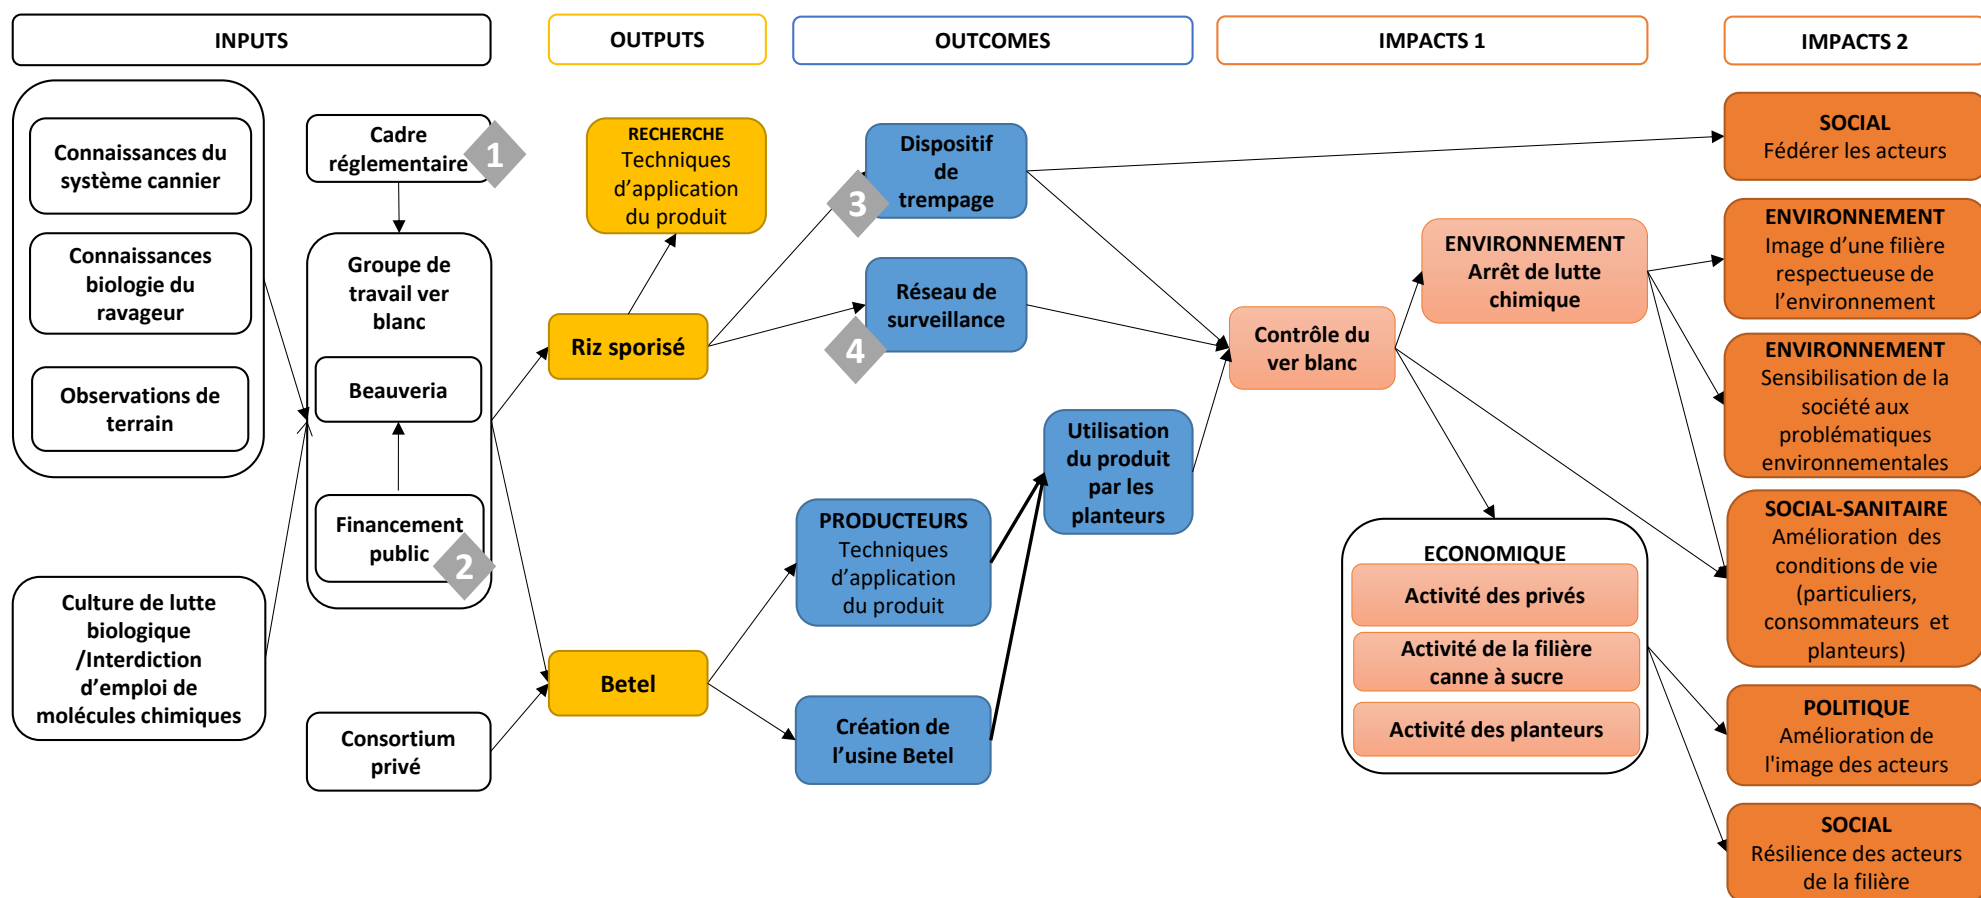 INPUTS
OUTPUTS
OUTCOMES
IMPACTS 1
IMPACTS 2
Connaissances du
système cannier
Connaissances
biologie du
ravageur
Observations de
terrain
Culture de lutte
biologique
/Interdiction
d’emploi de
molécules chimiques
Cadre
réglementaire
1
Groupe de
travail ver
blanc
Beauveria
Financement
public
2
Consortium
privé
RECHERCHE
Techniques
d’application
du produit
Riz sporisé
Betel
Dispositif
de
trempage
3
Réseau de
surveillance
4
Utilisation
du produit
par les
planteurs
PRODUCTEURS
Techniques
d’application
du produit
Création de
l’usine Betel
Contrôle du
ver blanc
ENVIRONNEMENT
Arrêt de lutte
chimique
ECONOMIQUE
Activité des privés
Activité de la filière
canne à sucre
Activité des planteurs
SOCIAL
Fédérer les acteurs
ENVIRONNEMENT
Image d’une filière
respectueuse de
l’environnement
ENVIRONNEMENT
Sensibilisation de la
société aux
problématiques
environnementales
SOCIAL-SANITAIRE
Amélioration des
conditions de vie
(particuliers,
consommateurs et
planteurs)
POLITIQUE
Amélioration de
l'image des acteurs
SOCIAL
Résilience des acteurs
de la filière